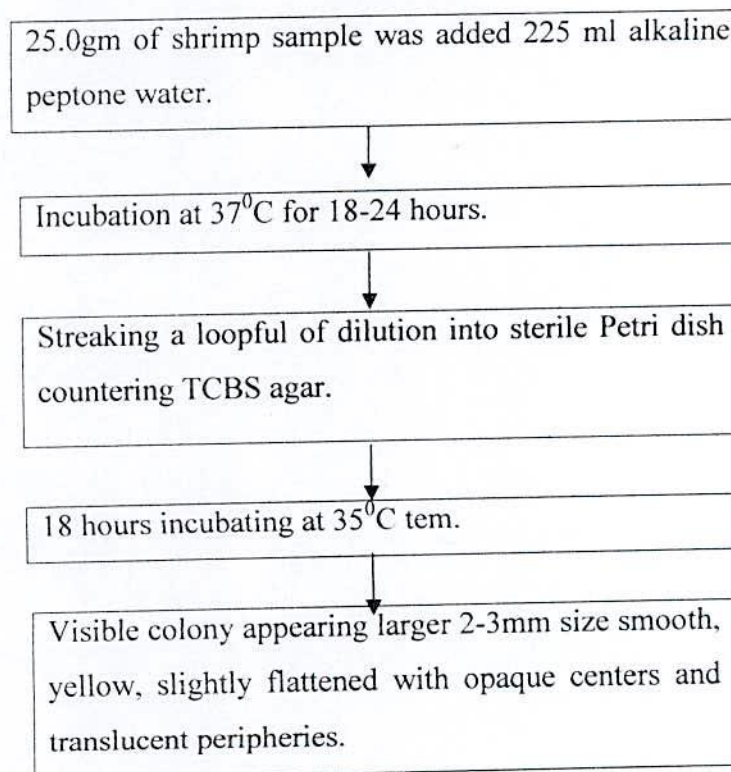 25.0gm of shrimp sample was added 225 ml alkaline
peptone water.
Incubation at 37⁰C for 18-24 hours.
Streaking a loopful of dilution into sterile Petri dish
countering TCBS agar.
18 hours incubating at 35⁰C tem.
Visible colony appearing larger 2-3mm size smooth,
yellow, slightly flattened with opaque centers and
translucent peripheries.